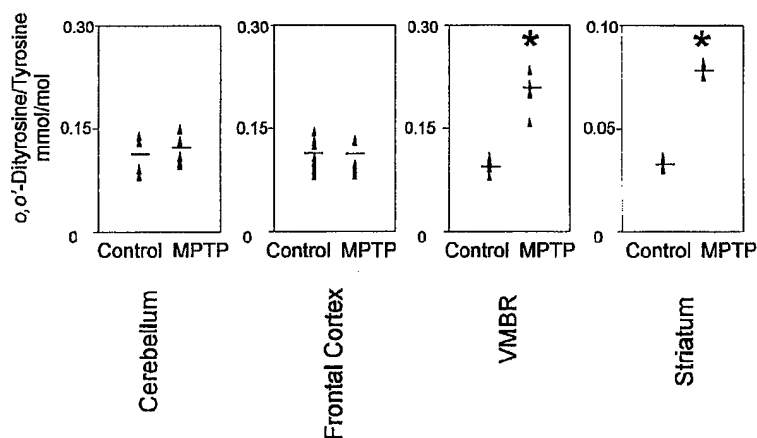 o,o'-Dityrosine/Tyrosine
mmol/mol
0.30
0.15
0
Control MPTP
Cerebellum
0.30
0.15
0
Control MPTP
Frontal Cortex
0.30
*
0.15
0
Control MPTP
VMBR
0.10
*
0.05
0
Control MPTP
Striatum